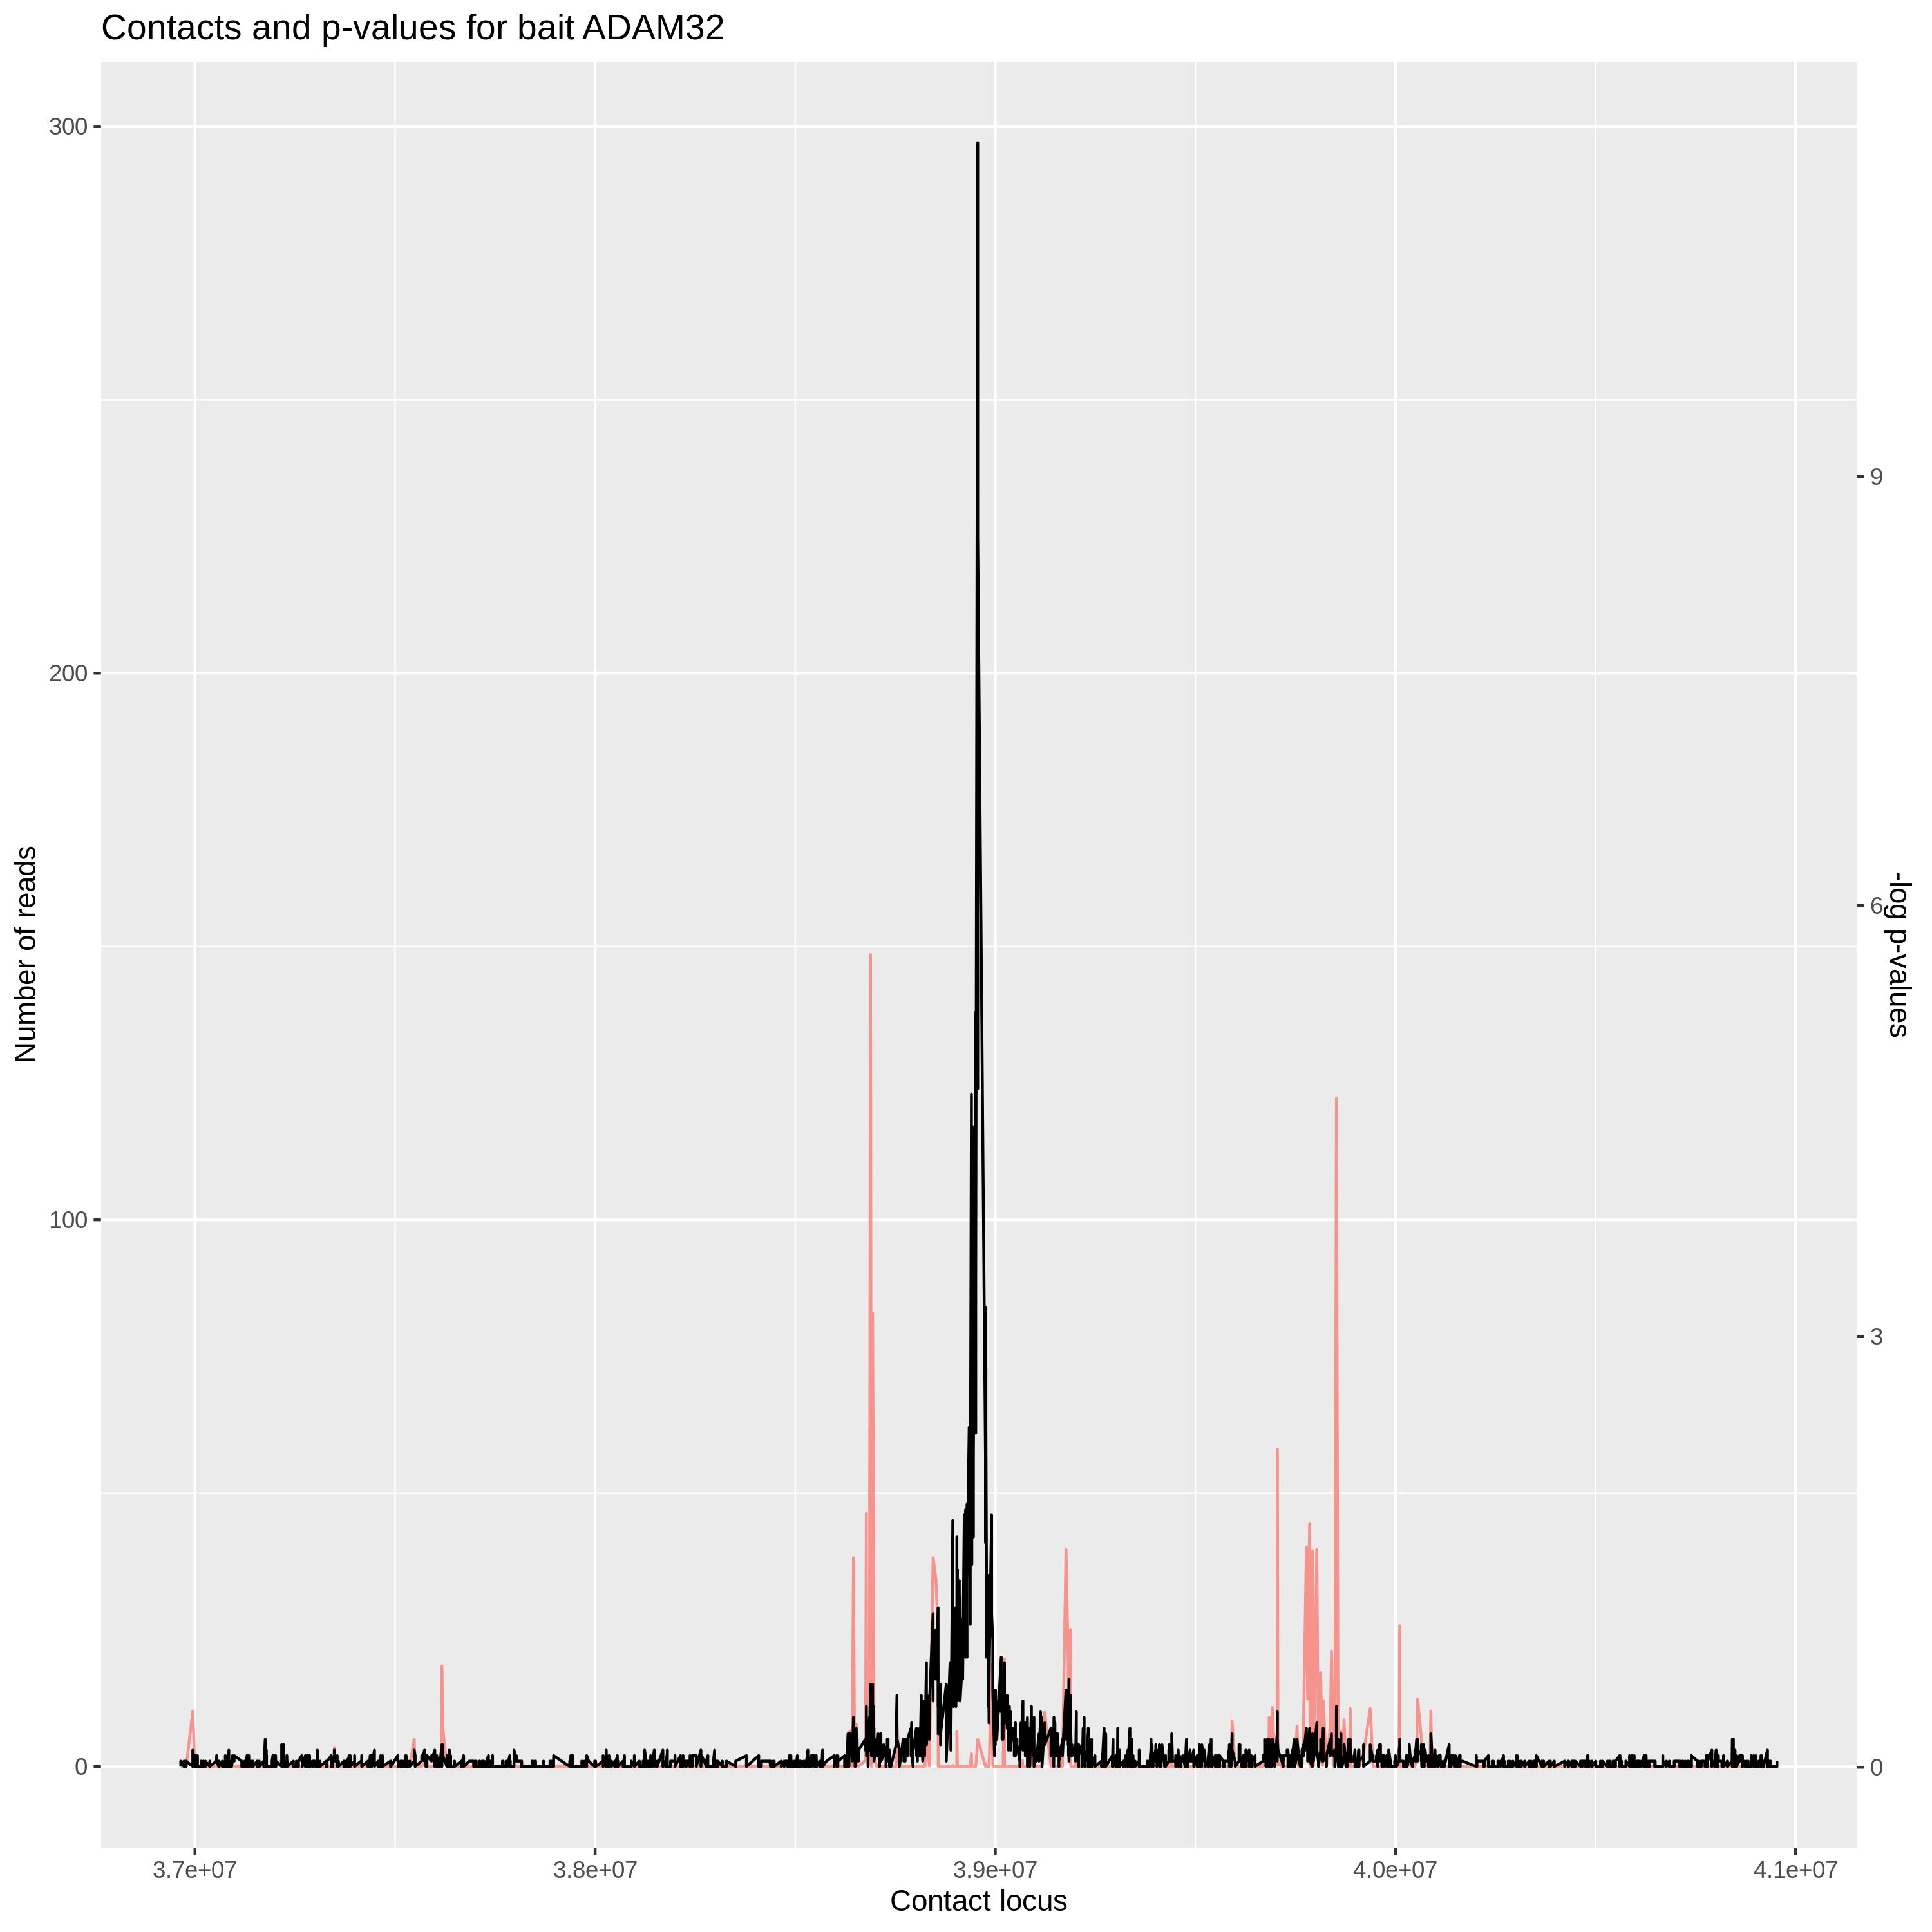 Contacts and p-values for bait ADAM32
300
200
100
0
Number of reads
9
6
3
0
-log p-values
3.7e+07
3.8e+07
3.9e+07
4.0e+07
4.1e+07
Contact locus